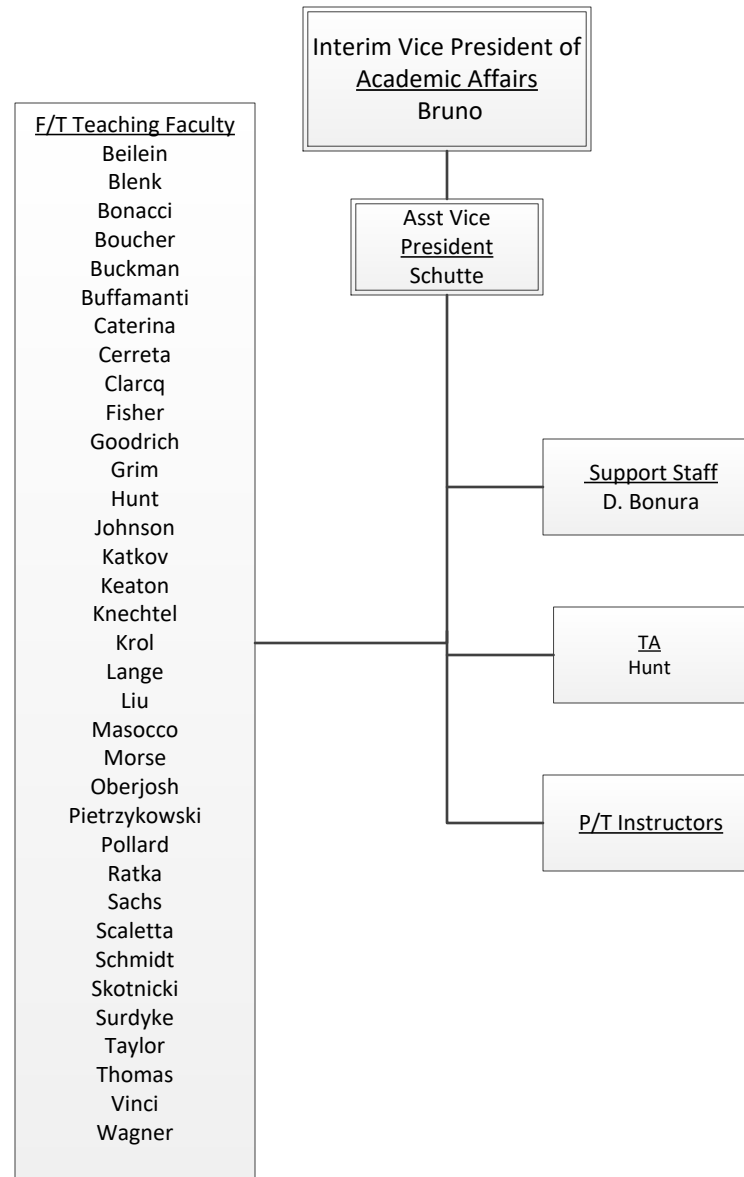 Interim Vice President of
Academic Affairs
Bruno
Asst Vice
President
Schutte
F/T Teaching Faculty
Beilein
Blenk
Bonacci
Boucher
Buckman
Buffamanti
Caterina
Cerreta
Clarcq
Fisher
Goodrich
Grim
Hunt
Johnson
Katkov
Keaton
Knechtel
Krol
Lange
Liu
Masocco
Morse
Oberjosh
Pietrzykowski
Pollard
Ratka
Sachs
Scaletta
Schmidt
Skotnicki
Surdyke
Taylor
Thomas
Vinci
Wagner
Support Staff
D. Bonura
TA
Hunt
P/T Instructors